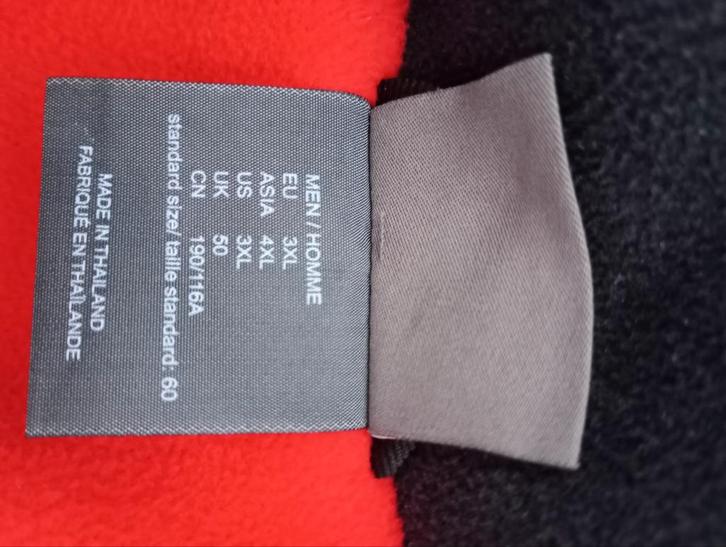 MEN / HOMME
EU 3XL
ASIA 4XL
US 3XL
UK 50
CN 190/116A
standard size/ taille standard: 60
MADE IN THAILAND
FABRIQUÉ EN THAÏLANDE